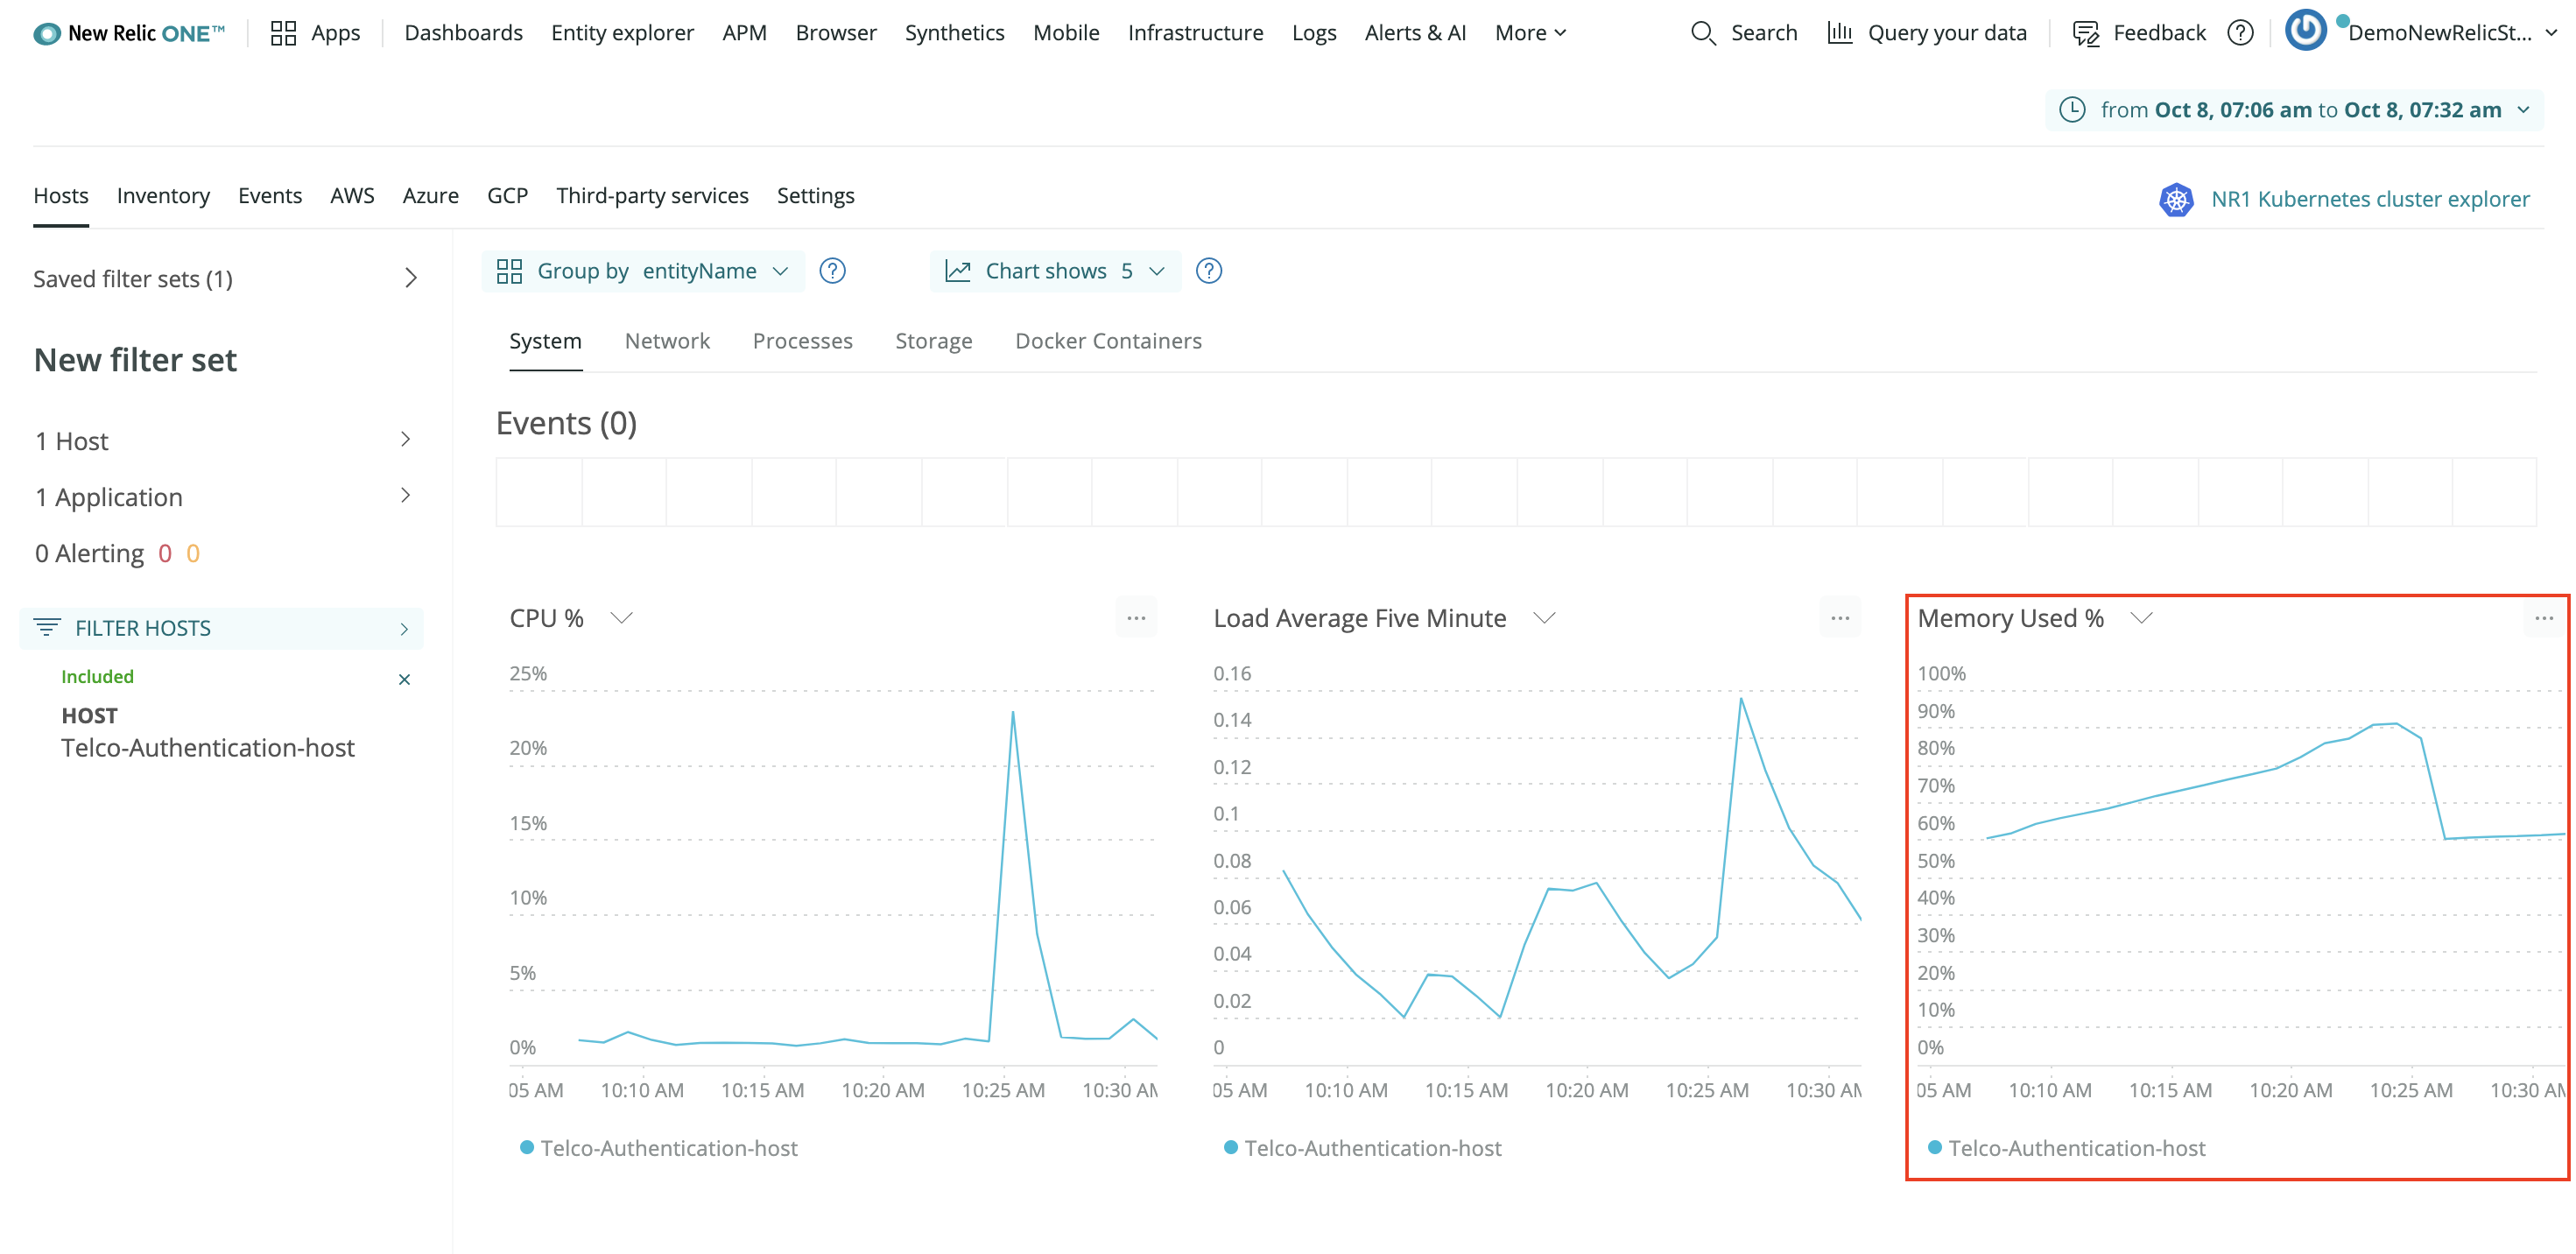 New Relic ONE™ Apps Dashboards Entity explorer APM Browser Synthetics Mobile Infrastructure Logs Alerts & AI More Search Query your data Feedback DemoNewRelicSt...
from Oct 8, 07:06 am to Oct 8, 07:32 am
Hosts Inventory Events AWS Azure GCP Third-party services Settings
NR1 Kubernetes cluster explorer
Saved filter sets (1)
New filter set
1 Host
1 Application
0 Alerting 0 0
FILTER HOSTS
Included
HOST
Telco-Authentication-host
Group by entityName ? Chart shows 5 ?
System Network Processes Storage Docker Containers
Events (0)
CPU %
...
25%
20%
15%
10%
5%
0%
05 AM 10:10 AM 10:15 AM 10:20 AM 10:25 AM 10:30 AM
Telco-Authentication-host
Load Average Five Minute
...
0.16
0.14
0.12
0.1
0.08
0.06
0.04
0.02
0
05 AM 10:10 AM 10:15 AM 10:20 AM 10:25 AM 10:30 AM
Telco-Authentication-host
Memory Used %
...
100%
90%
80%
70%
60%
50%
40%
30%
20%
10%
0%
05 AM 10:10 AM 10:15 AM 10:20 AM 10:25 AM 10:30 AM
Telco-Authentication-host